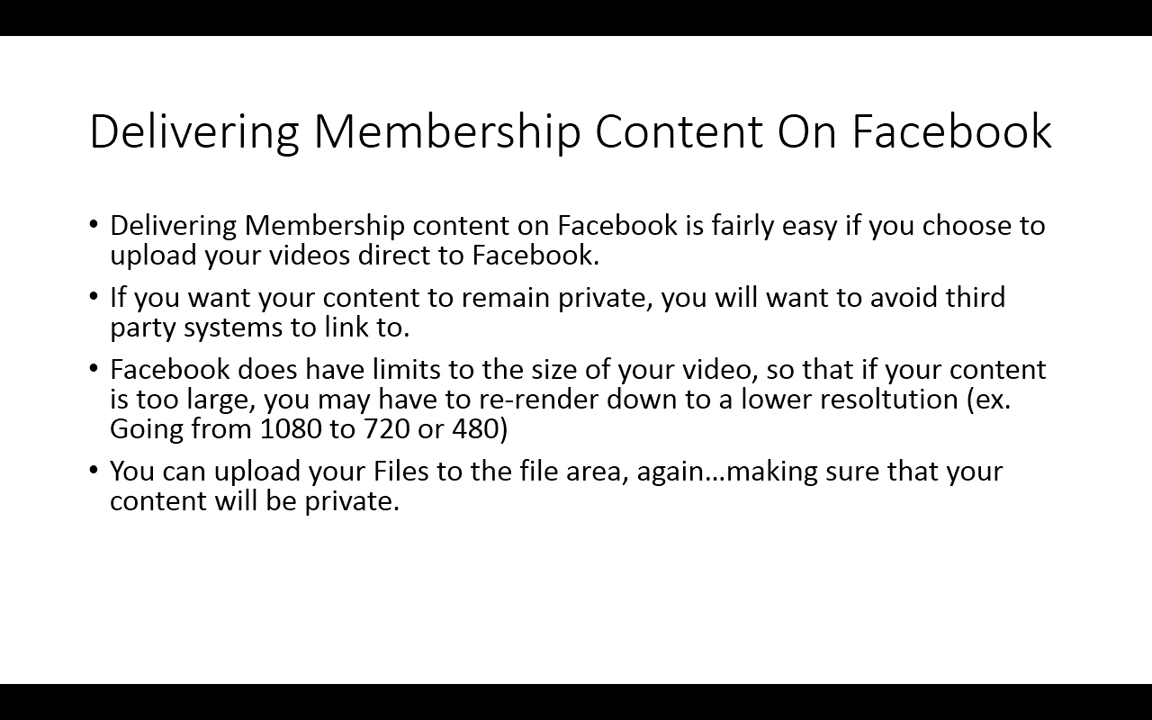 Delivering Membership Content On Facebook
• Delivering Membership content on Facebook is fairly easy if you choose to
upload your videos direct to Facebook.
• If you want your content to remain private, you will want to avoid third
party systems to link to.
• Facebook does have limits to the size of your video, so that if your content
is too large, you may have to re-render down to a lower resoltution (ex.
Going from 1080 to 720 or 480)
• You can upload your Files to the file area, again…making sure that your
content will be private.